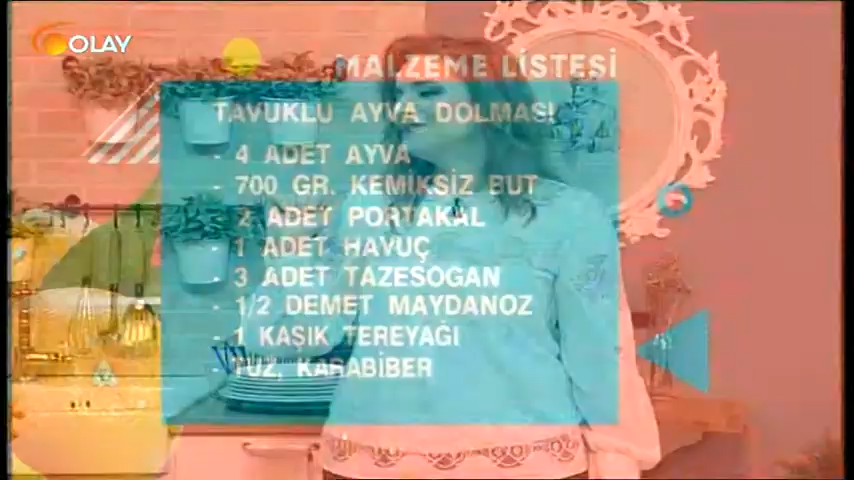 OLAY
MALZEME LİSTESİ
TAVUKLU AYVA DOLMASI
- 4 ADET AYVA
- 700 GR. KEMİKSİZ BUT
- 2 ADET PORTAKAL
- 1 ADET HAVUÇ
- 3 ADET TAZESOGAN
- 1/2 DEMET MAYDANOZ
- 1 KAŞIK TEREYAĞI
- TUZ, KARABİBER